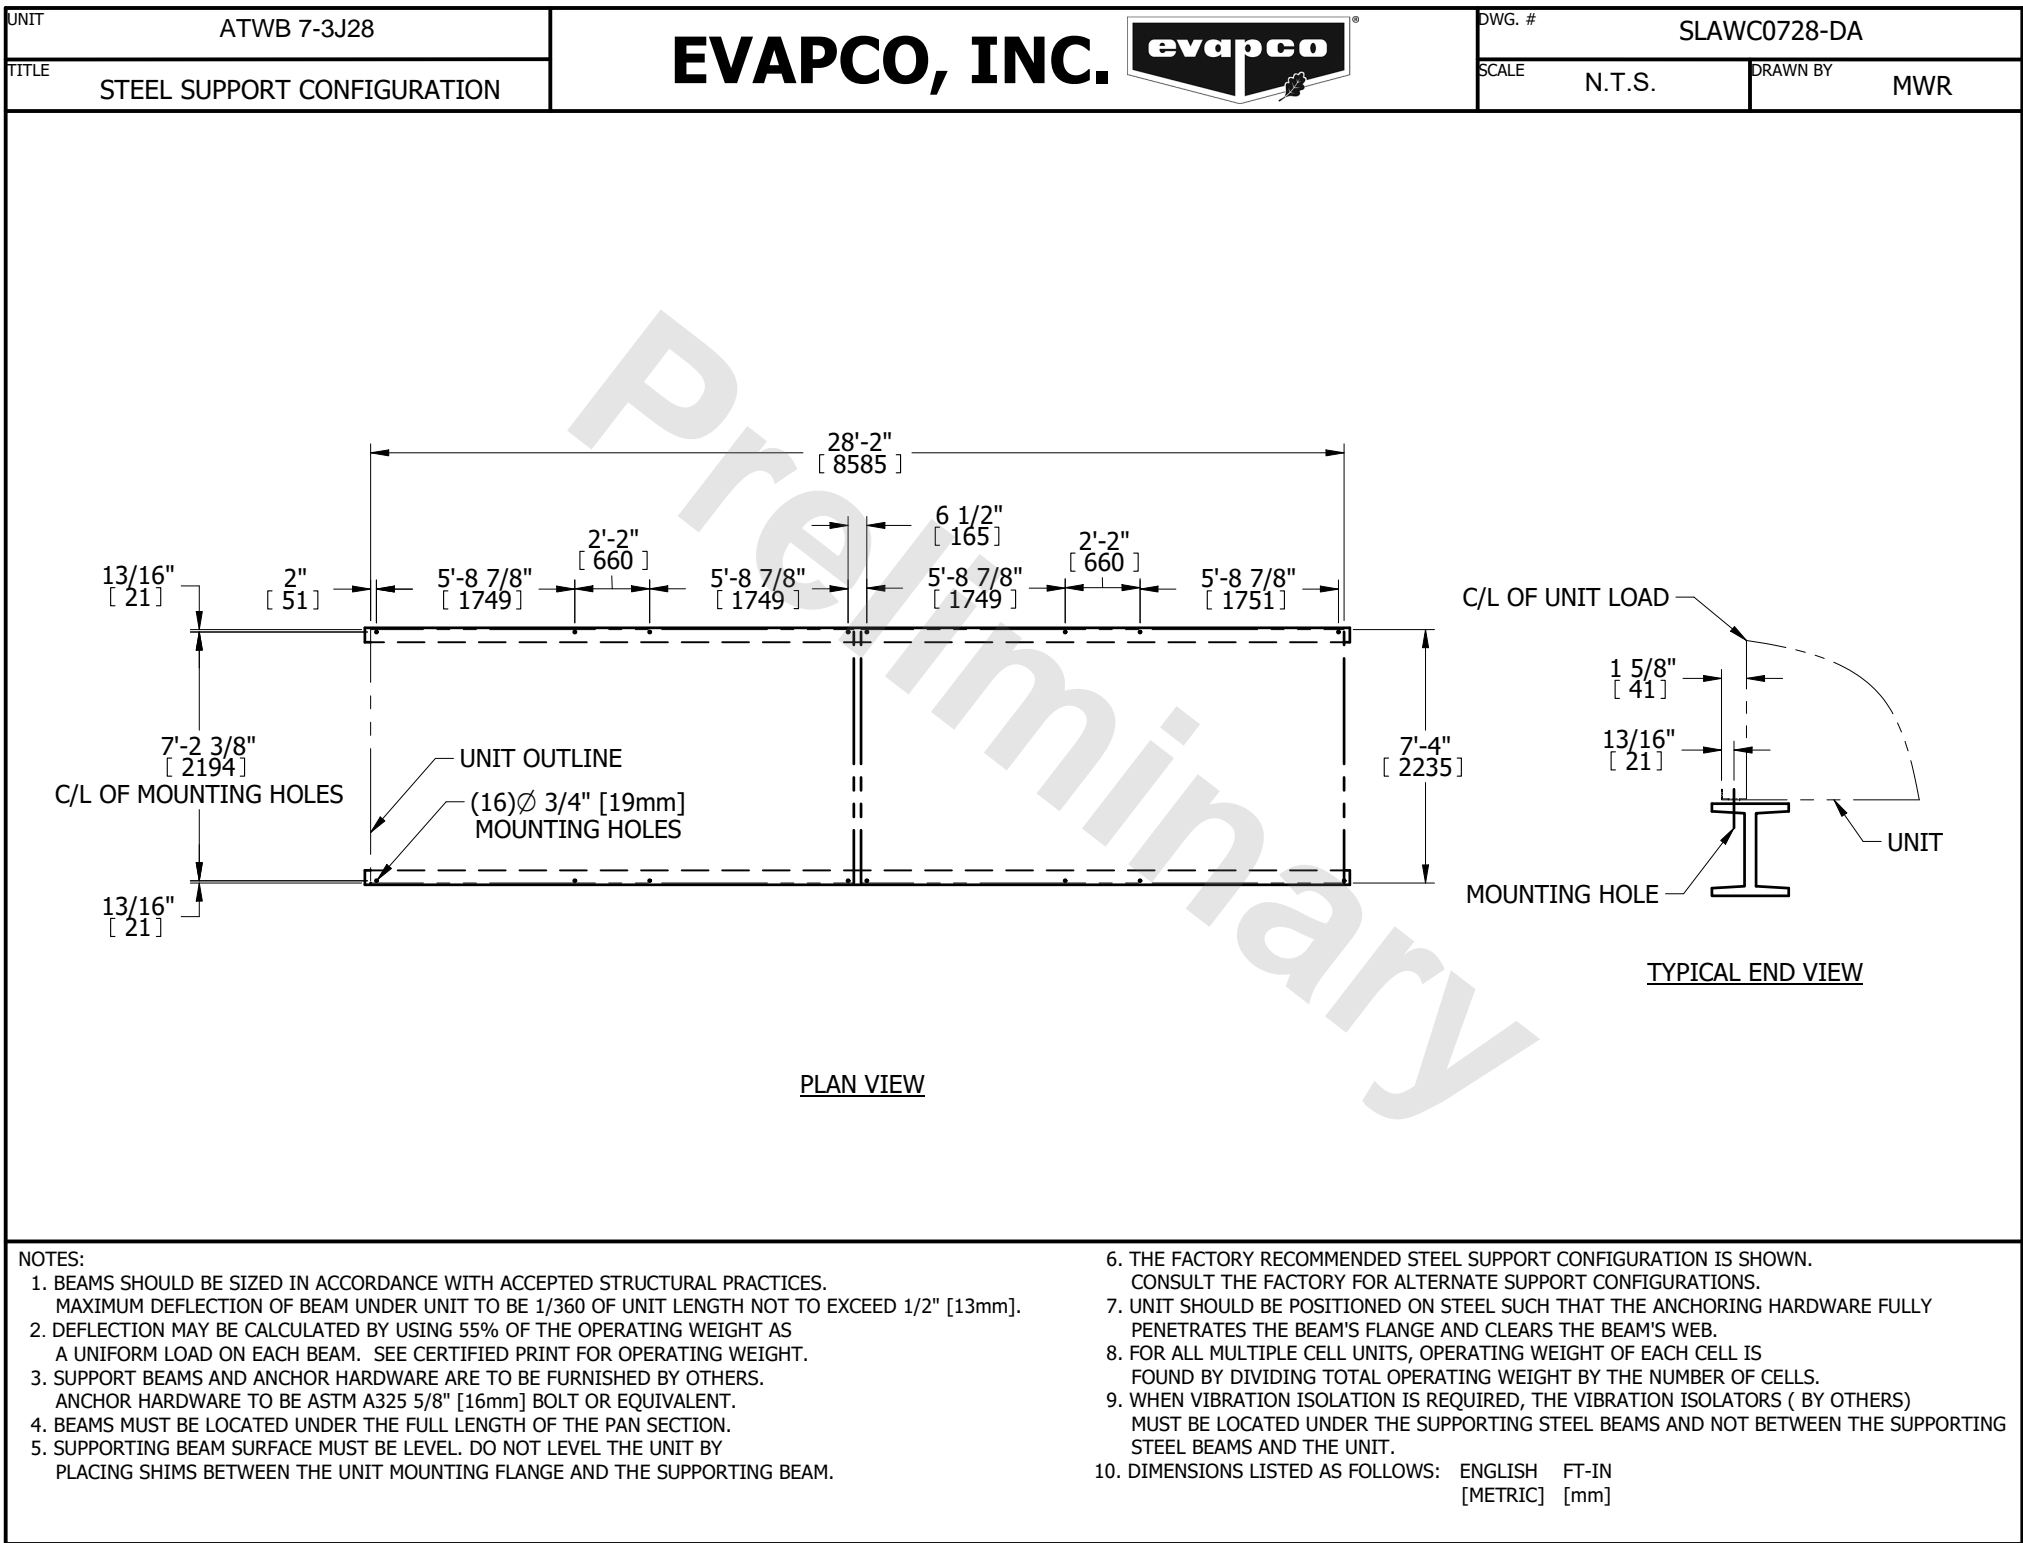 UNIT
ATWB 7-3J28
TITLE
STEEL SUPPORT CONFIGURATION
EVAPCO, INC.
evapco
®
DWG. #
SLAWC0728-DA
SCALE
N.T.S.
DRAWN BY
MWR
28'-2"
[ 8585 ]
6 1/2"
[ 165]
2'-2"
[ 660 ]
2'-2"
[ 660 ]
13/16"
[ 21]
2"
[ 51]
5'-8 7/8"
[ 1749]
5'-8 7/8"
[ 1749 ]
5'-8 7/8"
[ 1749 ]
5'-8 7/8"
[ 1751]
7'-2 3/8"
[ 2194]
C/L OF MOUNTING HOLES
UNIT OUTLINE
(16)Ø 3/4" [19mm]
MOUNTING HOLES
7'-4"
[ 2235]
13/16"
[ 21]
C/L OF UNIT LOAD
1 5/8"
[ 41]
13/16"
[ 21]
UNIT
MOUNTING HOLE
TYPICAL END VIEW
PLAN VIEW
Preliminary
NOTES:
1. BEAMS SHOULD BE SIZED IN ACCORDANCE WITH ACCEPTED STRUCTURAL PRACTICES.
MAXIMUM DEFLECTION OF BEAM UNDER UNIT TO BE 1/360 OF UNIT LENGTH NOT TO EXCEED 1/2" [13mm].
2. DEFLECTION MAY BE CALCULATED BY USING 55% OF THE OPERATING WEIGHT AS
A UNIFORM LOAD ON EACH BEAM. SEE CERTIFIED PRINT FOR OPERATING WEIGHT.
3. SUPPORT BEAMS AND ANCHOR HARDWARE ARE TO BE FURNISHED BY OTHERS.
ANCHOR HARDWARE TO BE ASTM A325 5/8" [16mm] BOLT OR EQUIVALENT.
4. BEAMS MUST BE LOCATED UNDER THE FULL LENGTH OF THE PAN SECTION.
5. SUPPORTING BEAM SURFACE MUST BE LEVEL. DO NOT LEVEL THE UNIT BY
PLACING SHIMS BETWEEN THE UNIT MOUNTING FLANGE AND THE SUPPORTING BEAM.
6. THE FACTORY RECOMMENDED STEEL SUPPORT CONFIGURATION IS SHOWN.
CONSULT THE FACTORY FOR ALTERNATE SUPPORT CONFIGURATIONS.
7. UNIT SHOULD BE POSITIONED ON STEEL SUCH THAT THE ANCHORING HARDWARE FULLY
PENETRATES THE BEAM'S FLANGE AND CLEARS THE BEAM'S WEB.
8. FOR ALL MULTIPLE CELL UNITS, OPERATING WEIGHT OF EACH CELL IS
FOUND BY DIVIDING TOTAL OPERATING WEIGHT BY THE NUMBER OF CELLS.
9. WHEN VIBRATION ISOLATION IS REQUIRED, THE VIBRATION ISOLATORS ( BY OTHERS)
MUST BE LOCATED UNDER THE SUPPORTING STEEL BEAMS AND NOT BETWEEN THE SUPPORTING
STEEL BEAMS AND THE UNIT.
10. DIMENSIONS LISTED AS FOLLOWS: ENGLISH FT-IN
[METRIC] [mm]